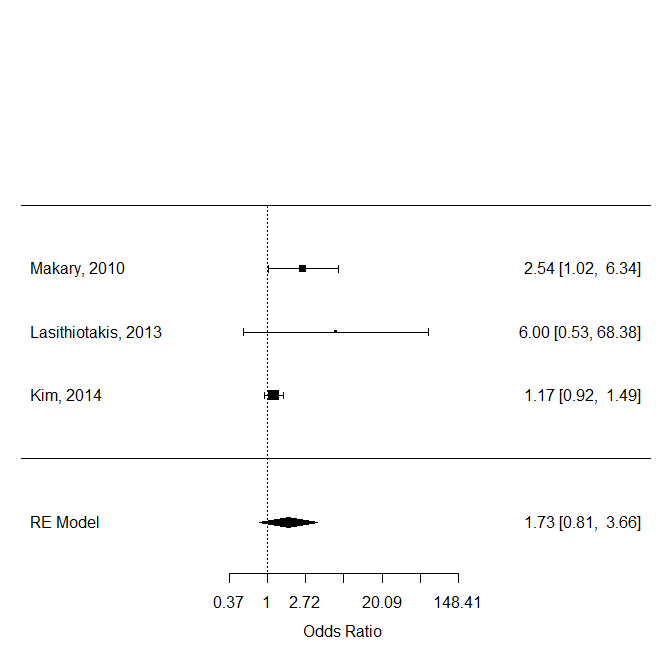 Makary, 2010 2.54 [1.02, 6.34]
Lasithiotakis, 2013 6.00 [0.53, 68.38]
Kim, 2014 1.17 [0.92, 1.49]
RE Model 1.73 [0.81, 3.66]
0.37 1 2.72 20.09 148.41
Odds Ratio